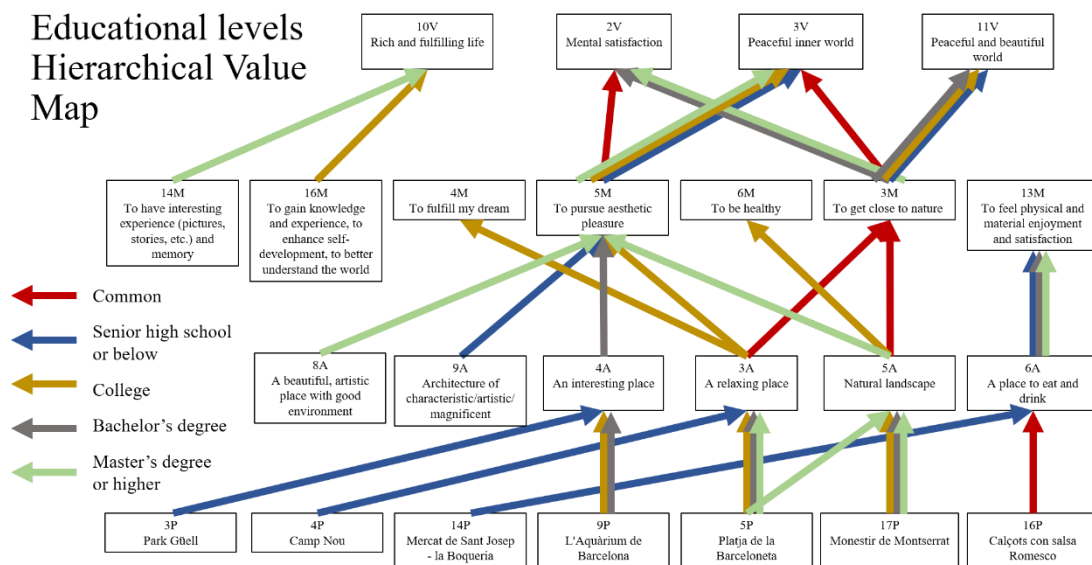 Educational levels
Hierarchical Value
Map
10V
Rich and fulfilling life
2V
Mental satisfaction
3V
Peaceful inner world
11V
Peaceful and beautiful
world
14M
To have interesting
experience (pictures,
stories, etc.) and
memory
16M
To gain knowledge
and experience, to
enhance self-
development, to better
understand the world
4M
To fulfill my dream
5M
To pursue aesthetic
pleasure
6M
To be healthy
3M
To get close to nature
13M
To feel physical and
material enjoyment
and satisfaction
Common
Senior high school
or below
College
Bachelor's degree
Master's degree
or higher
8A
A beautiful, artistic
place with good
environment
9A
Architecture of
characteristic/artistic/
magnificent
4A
An interesting place
3A
A relaxing place
5A
Natural landscape
6A
A place to eat and
drink
3P
Park Güell
4P
Camp Nou
14P
Mercat de Sant Josep
- la Boqueria
9P
L'Aquàrium de
Barcelona
5P
Platja de la
Barceloneta
17P
Monestir de Montserrat
16P
Calçots con salsa
Romesco